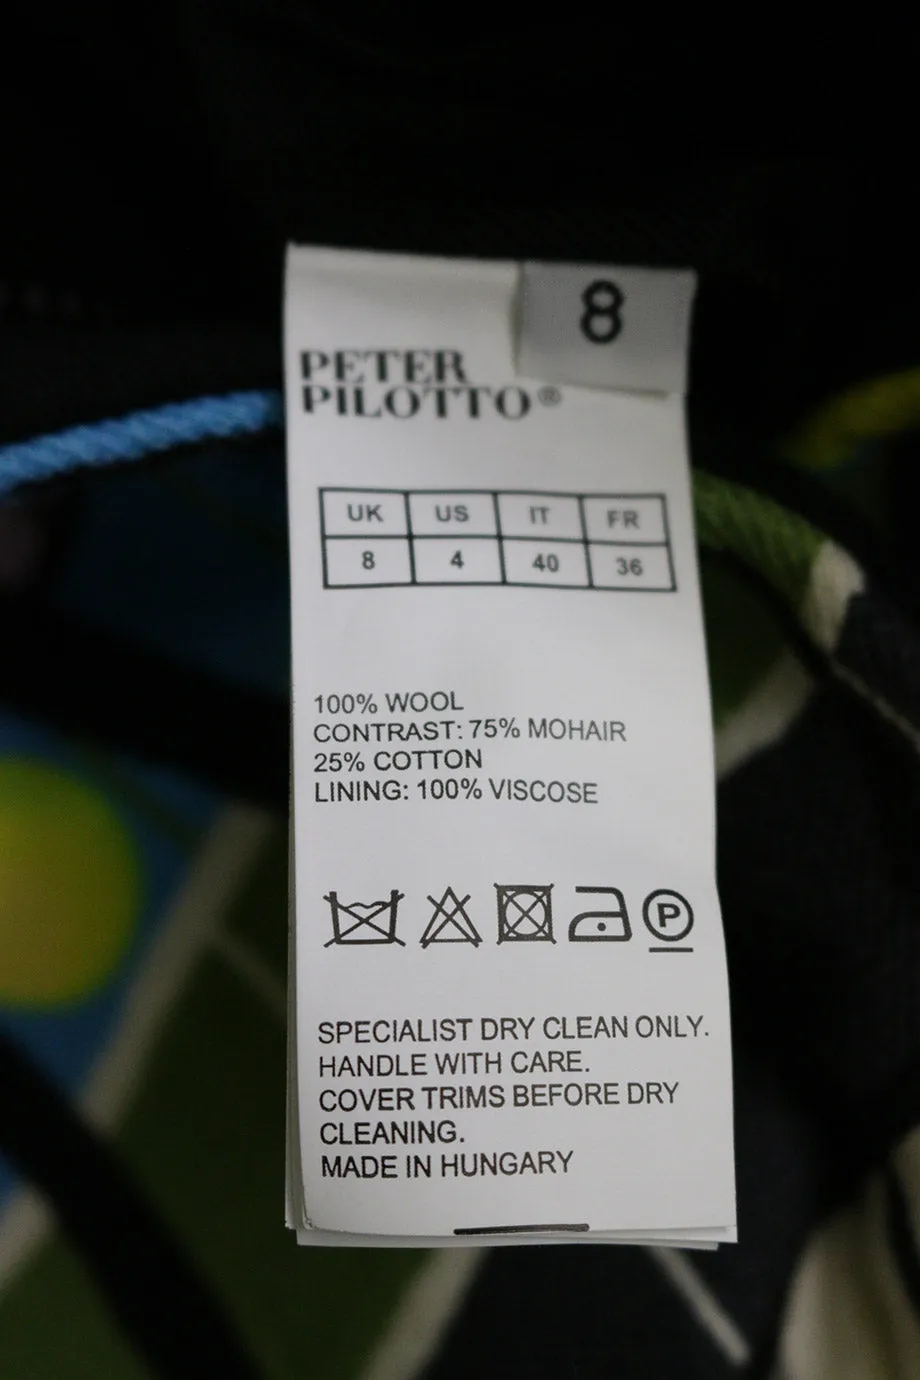 8
PETER
PILOTTO®
UK US IT FR
8 4 40 36
100% WOOL
CONTRAST: 75% MOHAIR
25% COTTON
LINING: 100% VISCOSE
P
SPECIALIST DRY CLEAN ONLY.
HANDLE WITH CARE.
COVER TRIMS BEFORE DRY
CLEANING.
MADE IN HUNGARY